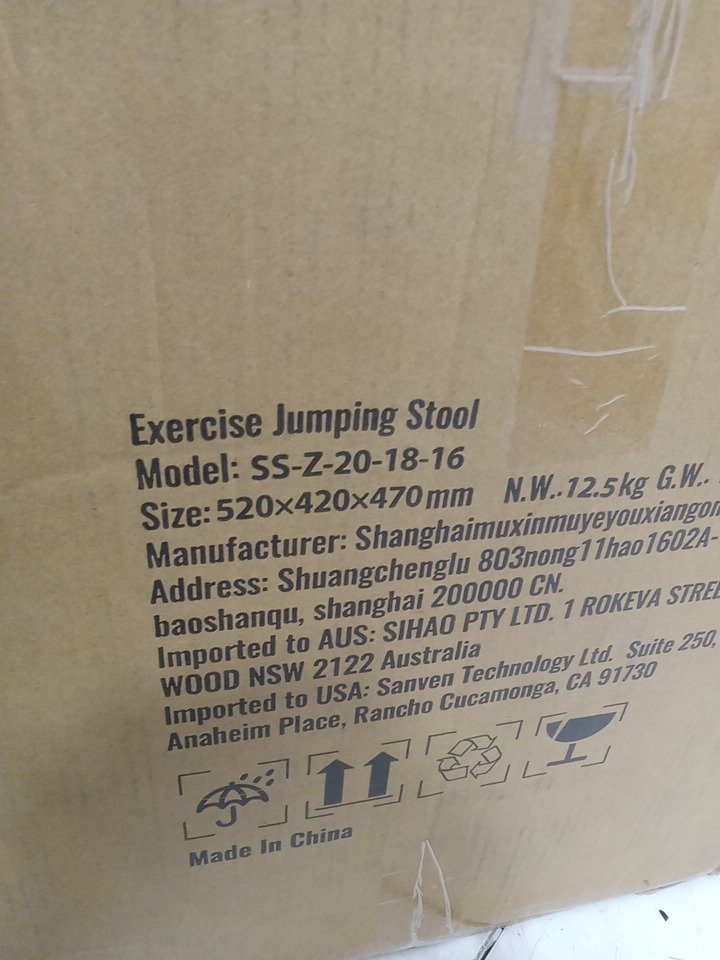 Exercise Jumping Stool
Model: SS-Z-20-18-16
Size: 520×420×470mm N.W.:12.5kg G.W.:
Manufacturer: Shanghaimuxinmuyeyouxiangon
Address: Shuangchenglu 803nong11hao1602A-
baoshanqu, shanghai 200000 CN.
Imported to AUS: SIHAO PTY LTD. 1 ROKEVA STREE
WOOD NSW 2122 Australia
Imported to USA: Sanven Technology Ltd. Suite 250,
Anaheim Place, Rancho Cucamonga, CA 91730
Made In China